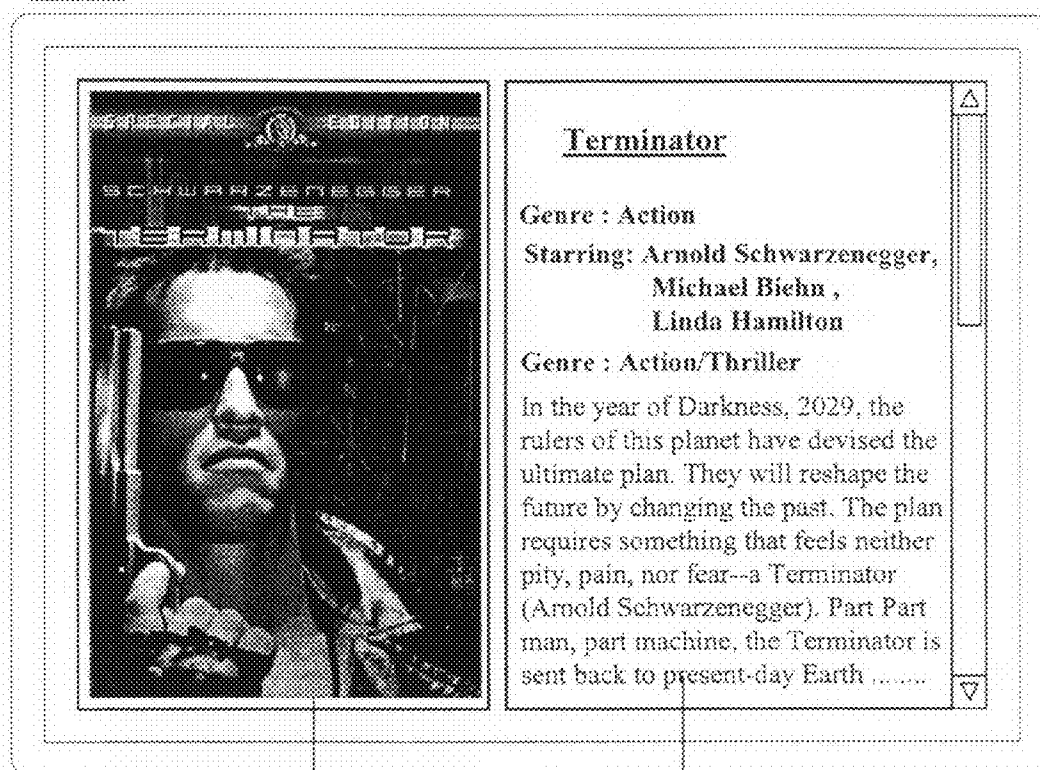 SCHWARZENEGGER
Terminator
Genre : Action
Starring: Arnold Schwarzenegger,
Michael Biehn ,
Linda Hamilton
Genre : Action/Thriller
In the year of Darkness, 2029, the
rulers of this planet have devised the
ultimate plan. They will reshape the
future by changing the past. The plan
requires something that feels neither
pity, pain, nor fear--a Terminator
(Arnold Schwarzenegger). Part Part
man, part machine, the Terminator is
sent back to present-day Earth ........